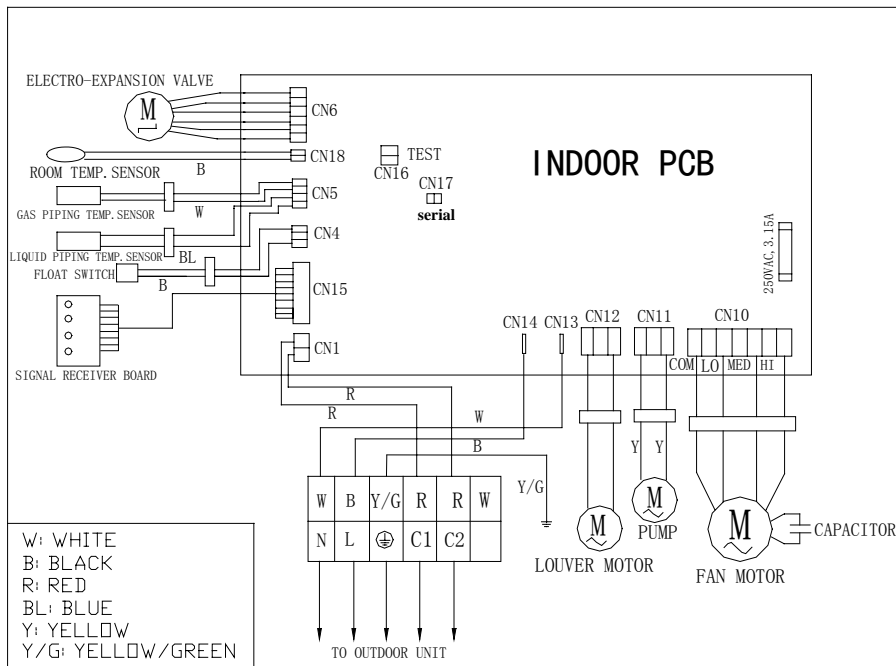 ELECTRO-EXPANSION VALVE
M
CN6
ROOM TEMP.SENSOR
B
CN18
TEST
CN16
INDOOR PCB
GAS PIPING TEMP.SENSOR
W
CN5
CN17
serial
LIQUID PIPING TEMP.SENSOR
BL
CN4
FLOAT SWITCH
B
CN15
250VAC,3.15A
SIGNAL RECEIVER BOARD
CN1
CN14
CN13
CN12
CN11
CN10
COM
LO
MED
HI
R
R
W
B
Y/G
Y
Y
W B Y/G R R W
N L C1 C2
TO OUTDOOR UNIT
M
LOUVER MOTOR
M
PUMP
M
FAN MOTOR
CAPACITOR
W: WHITE
B: BLACK
R: RED
BL: BLUE
Y: YELLOW
Y/G: YELLOW/GREEN